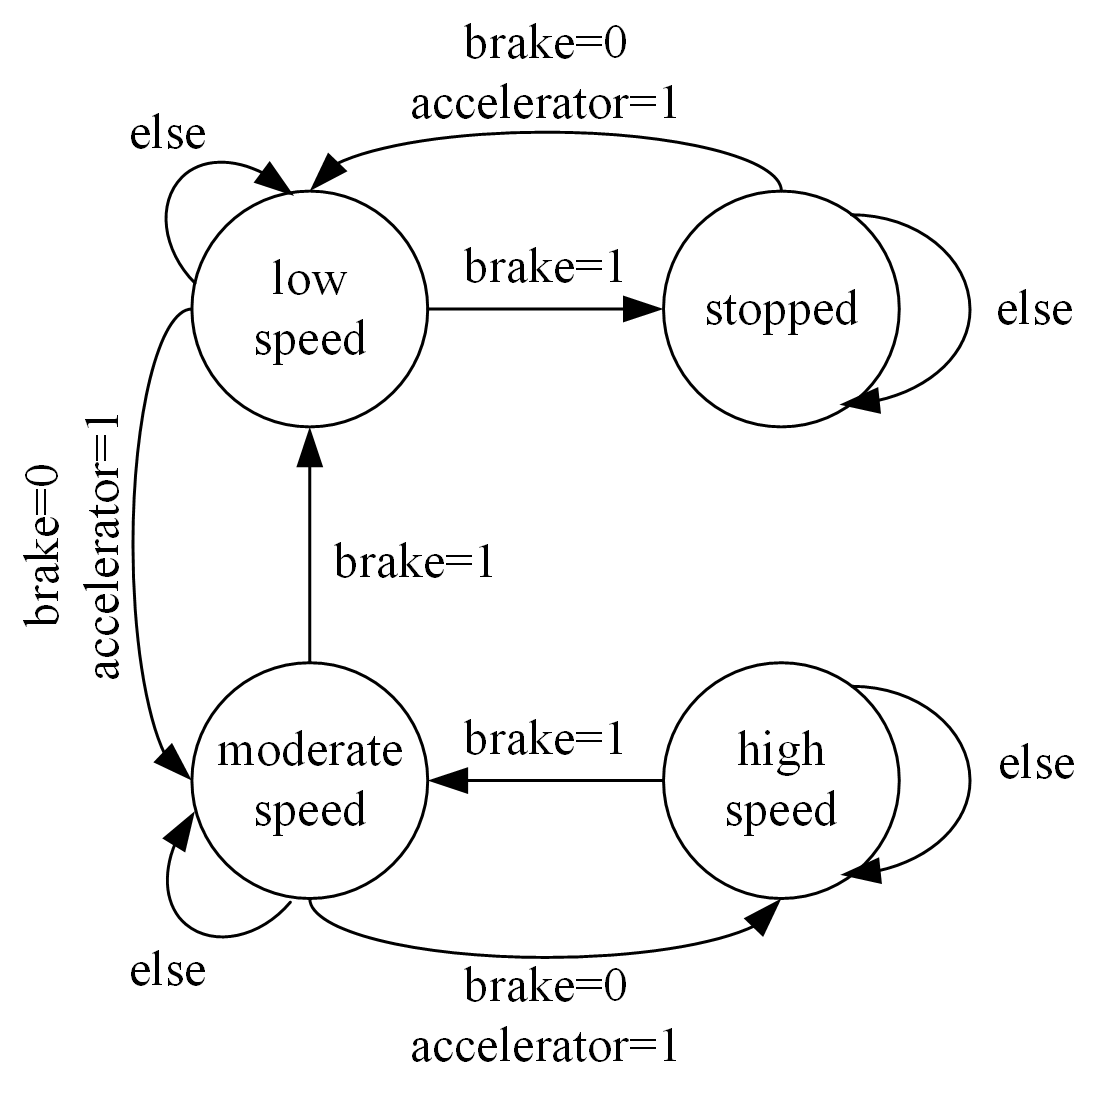 brake=0
accelerator=1
else
low
speed
brake=1
stopped
else
brake=0
accelerator=1
brake=1
moderate
speed
brake=1
high
speed
else
else
brake=0
accelerator=1